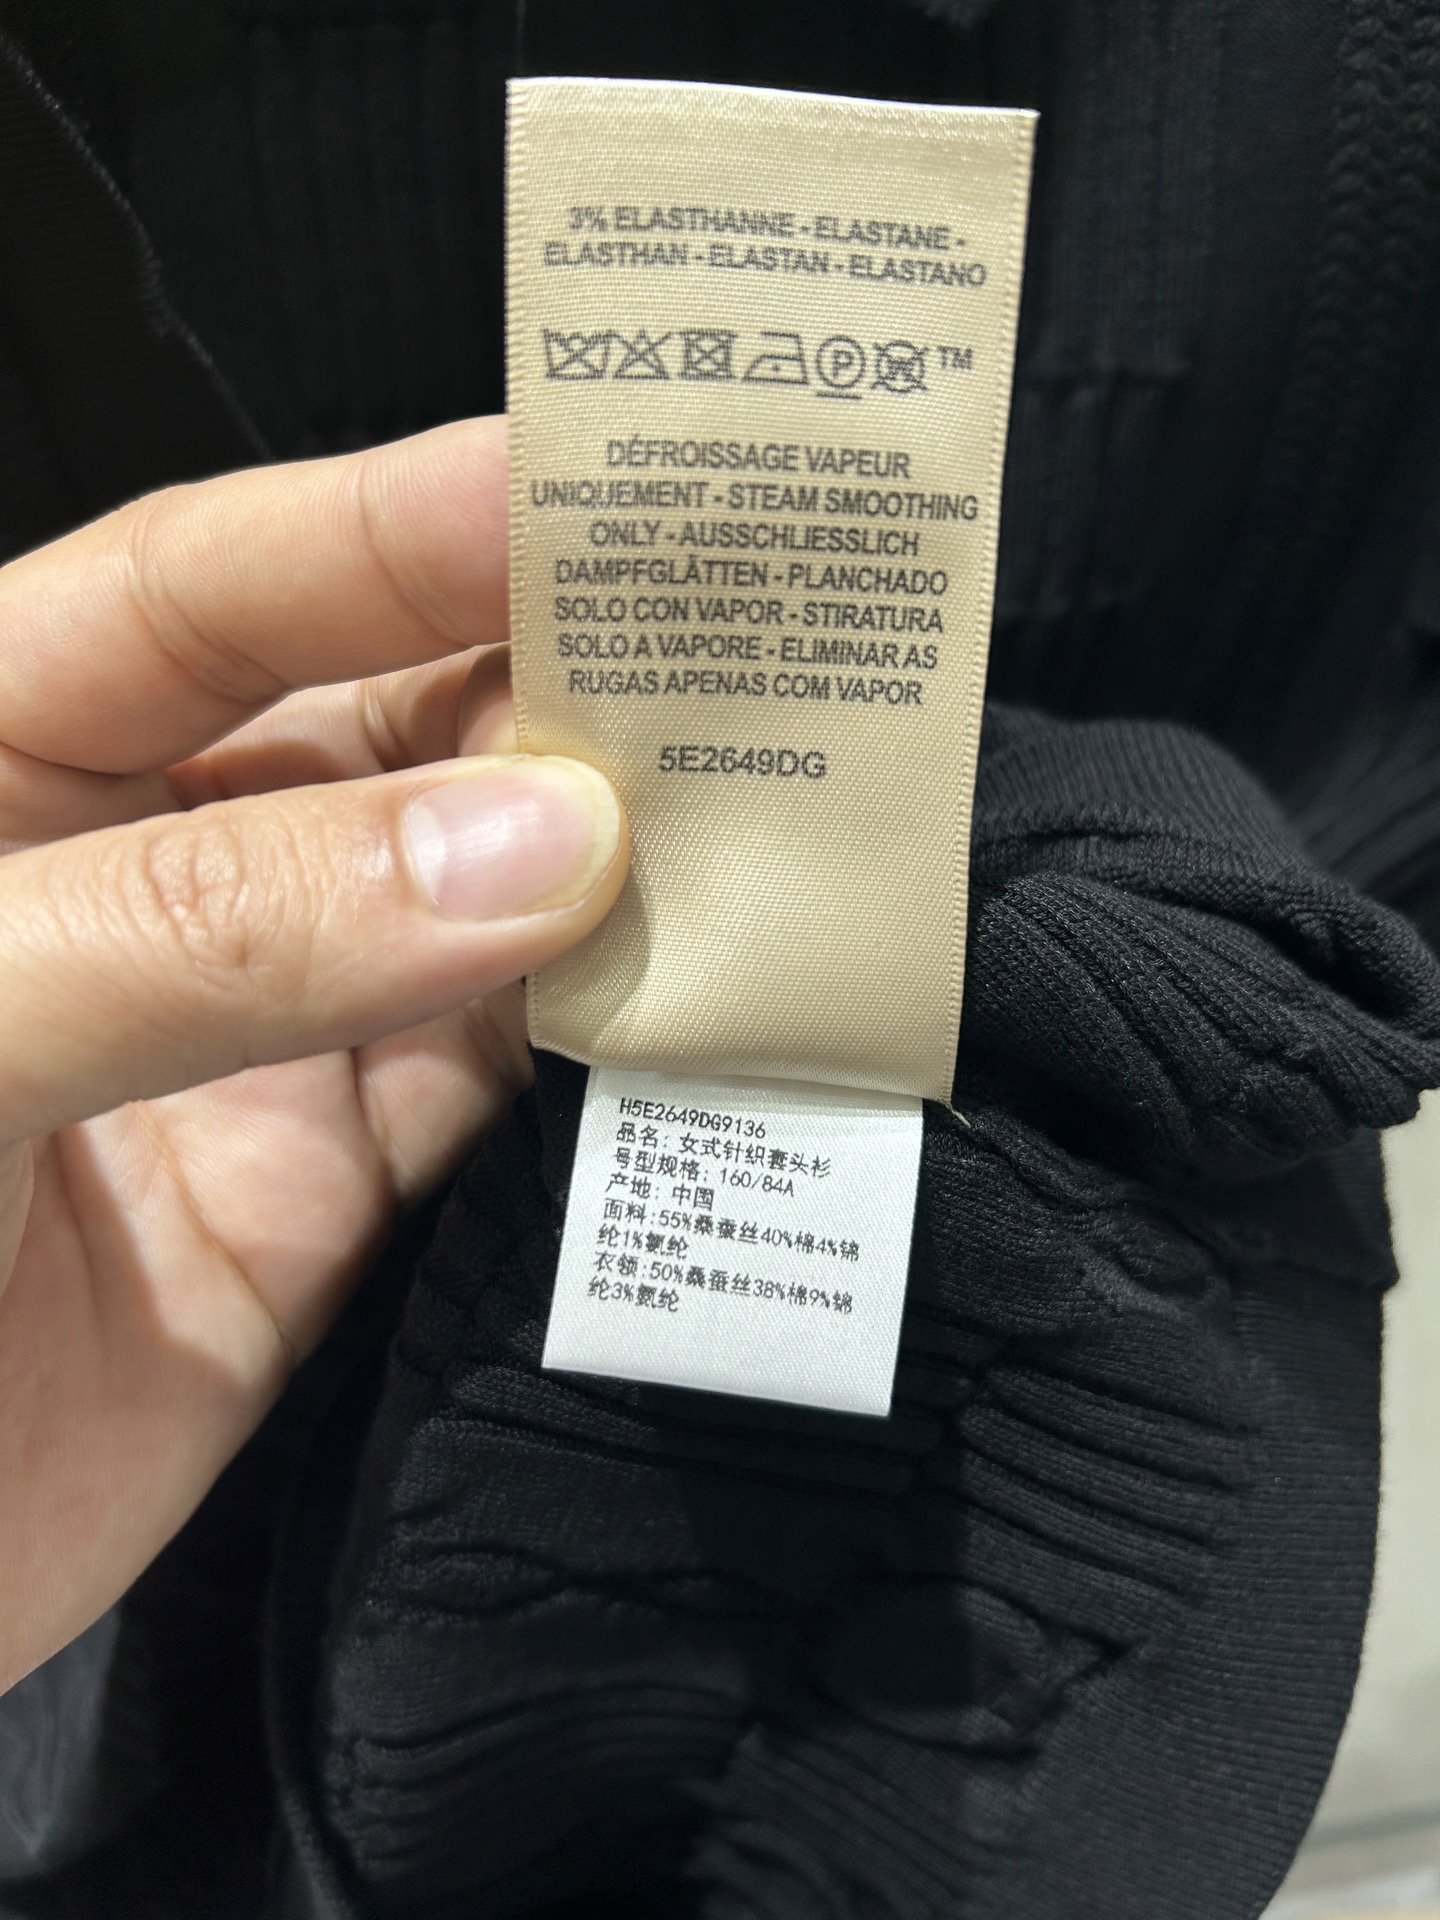 3% ELASTHANNE - ELASTANE -
ELASTHAN - ELASTAN - ELASTANO
P W TM
DÉFROISSAGE VAPEUR
UNIQUEMENT - STEAM SMOOTHING
ONLY - AUSSCHLIESSLICH
DAMPFGLÄTTEN - PLANCHADO
SOLO CON VAPOR - STIRATURA
SOLO A VAPORE - ELIMINAR AS
RUGAS APENAS COM VAPOR
5E2649DG
H5E2649DG9136
品名: 女式针织套头衫
号型规格: 160/84A
产地: 中国
面料:55%桑蚕丝40%棉4%锦
纶1%氨纶
衣领:50%桑蚕丝38%棉9%锦
纶3%氨纶